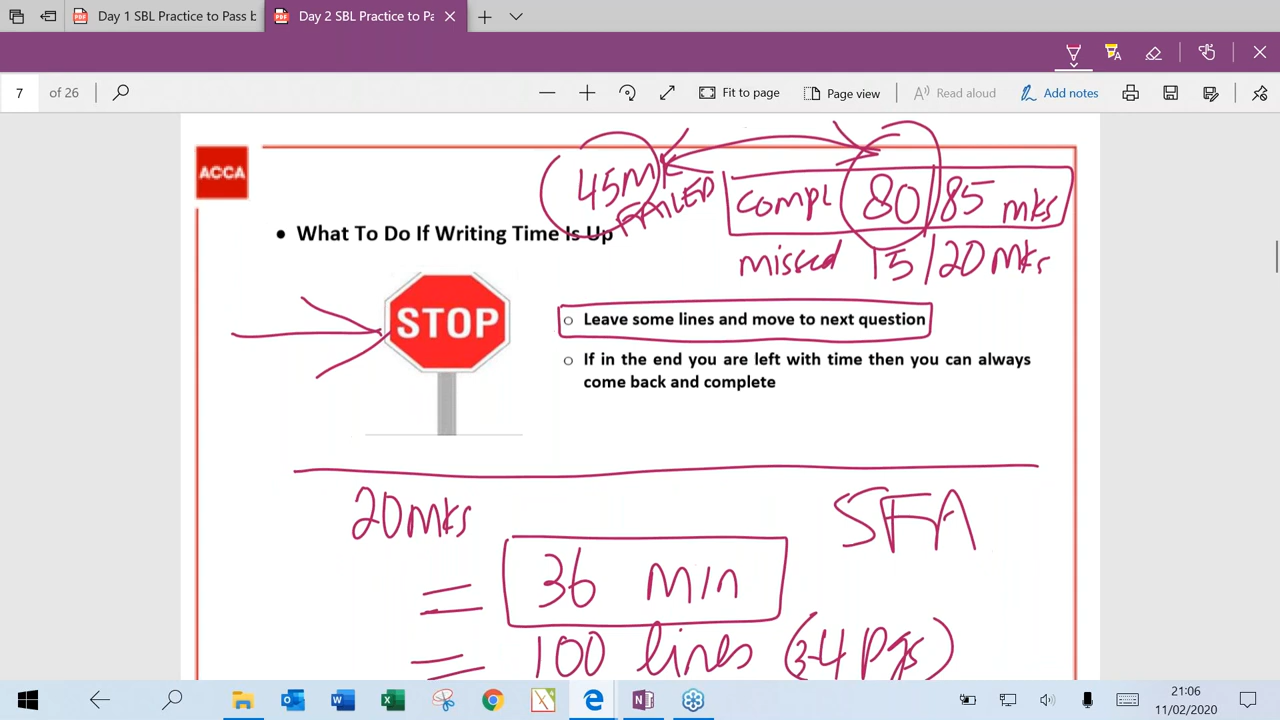 Day 1 SBL Practice to Pass b
Day 2 SBL Practice to Pa
7 of 26
Fit to page
Page view
Read aloud
Add notes
ACCA
45Mk
FAILED
compl 80/85 mks
missed 15/20 mks
What To Do If Writing Time Is Up
STOP
Leave some lines and move to next question
If in the end you are left with time then you can always
come back and complete
20mks
SFA
= 36 Min
= 100 lines (3-4 pgs)
21:06
11/02/2020